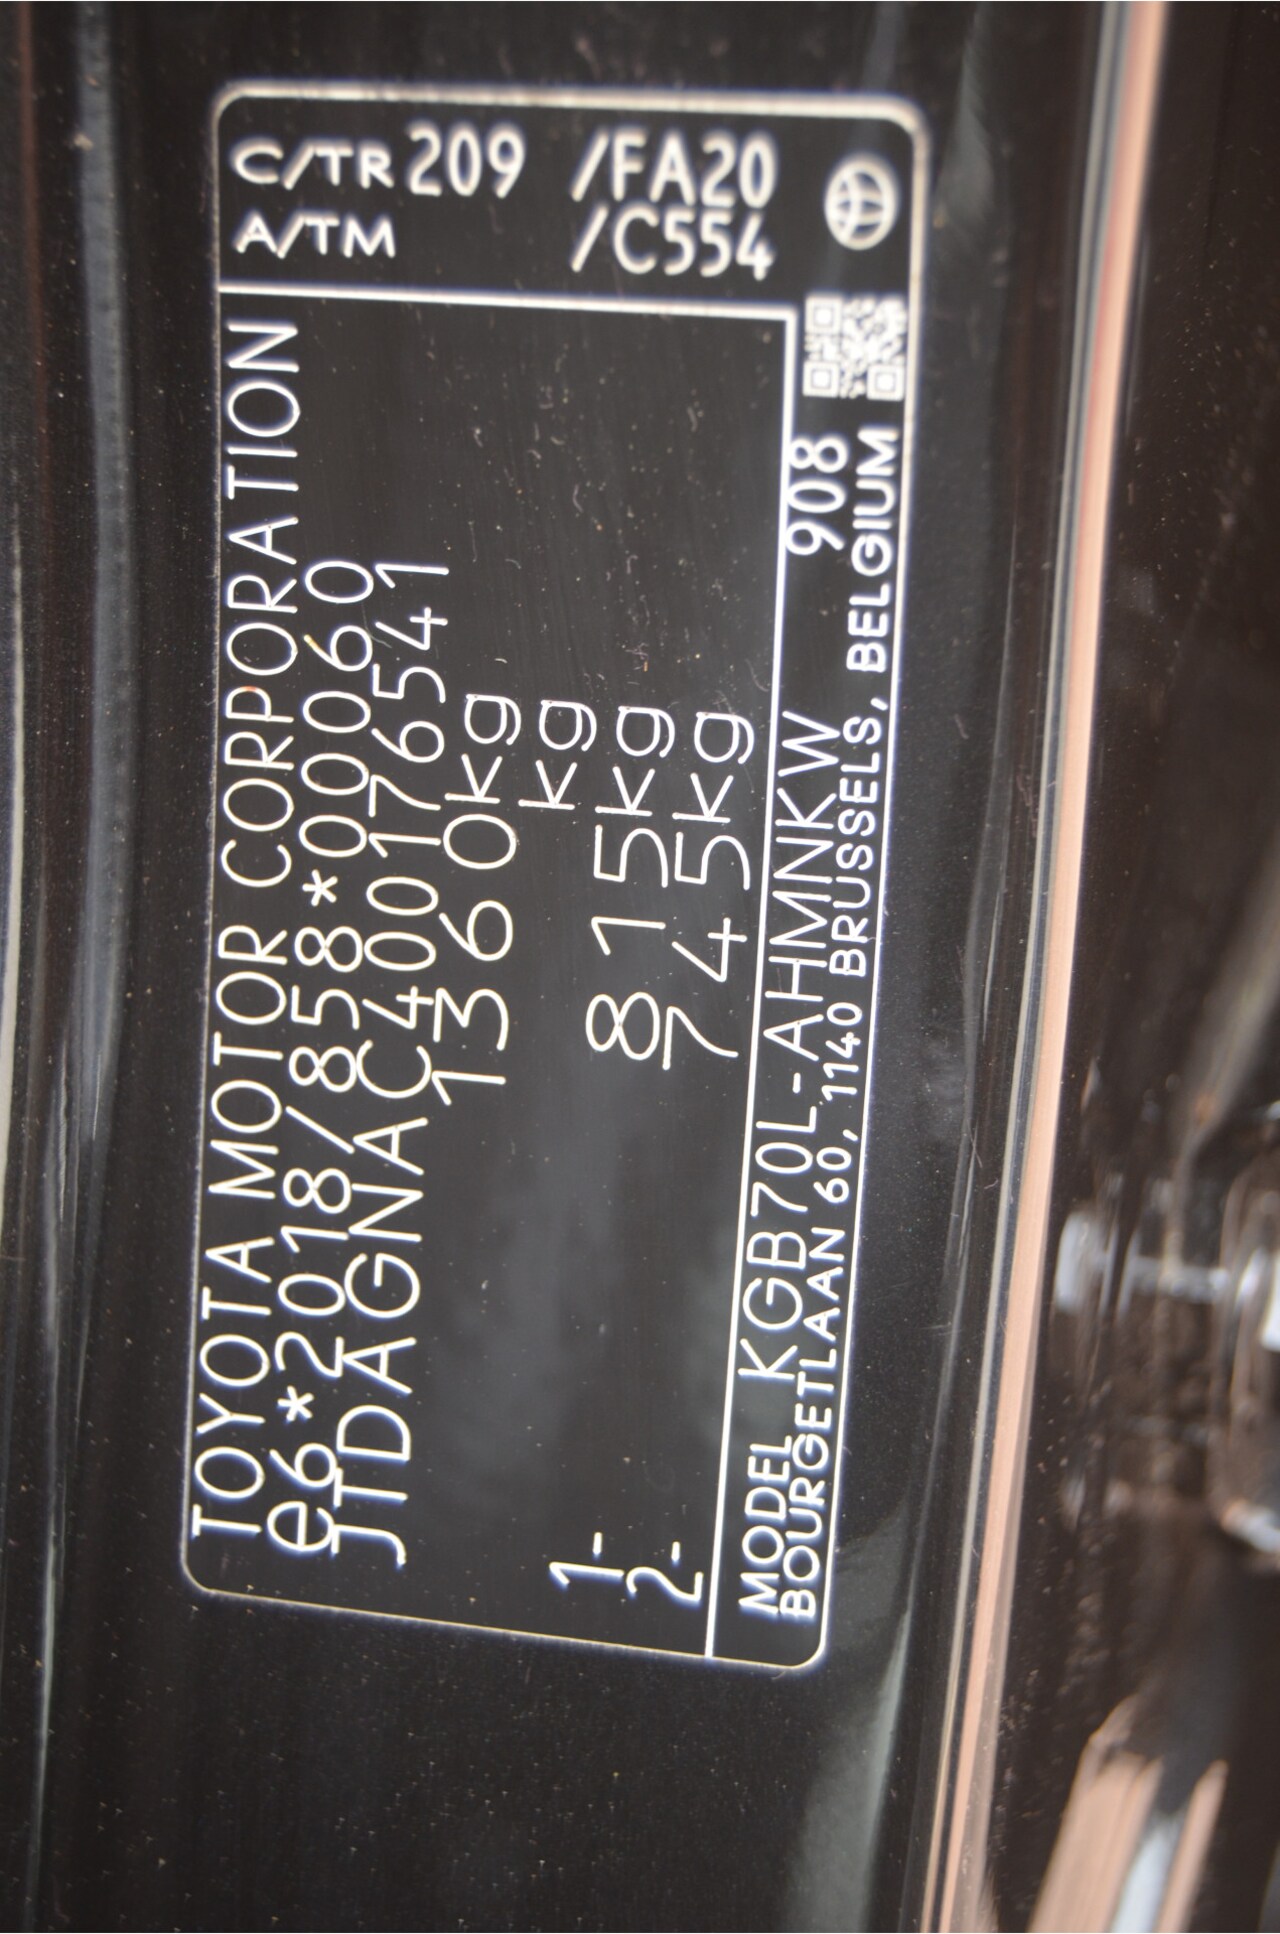 TOYOTA MOTOR CORPORATION
e6*2018/858*00060
JTDAGNAC400176541
1360kg
kg
1- 815kg
2- 745kg
MODEL KGB70L-AHMNKW 908
BOURGETLAAN 60, 1140 BRUSSELS, BELGIUM
C/TR 209 /FA20
A/TM /C554